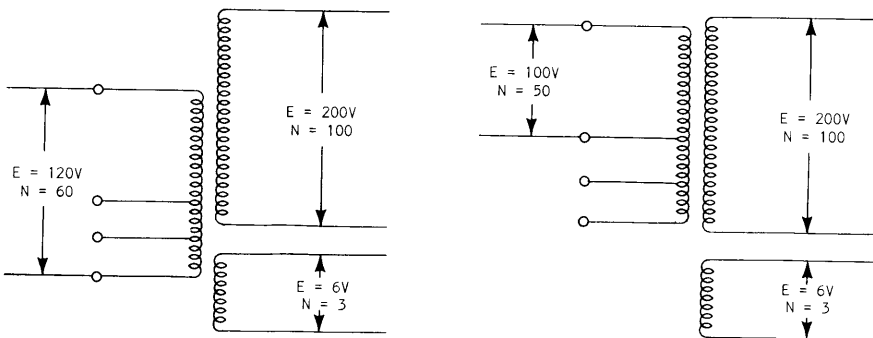 E = 120V
N = 60
E = 200V
N = 100
E = 6V
N = 3
E = 100V
N = 50
E = 200V
N = 100
E = 6V
N = 3